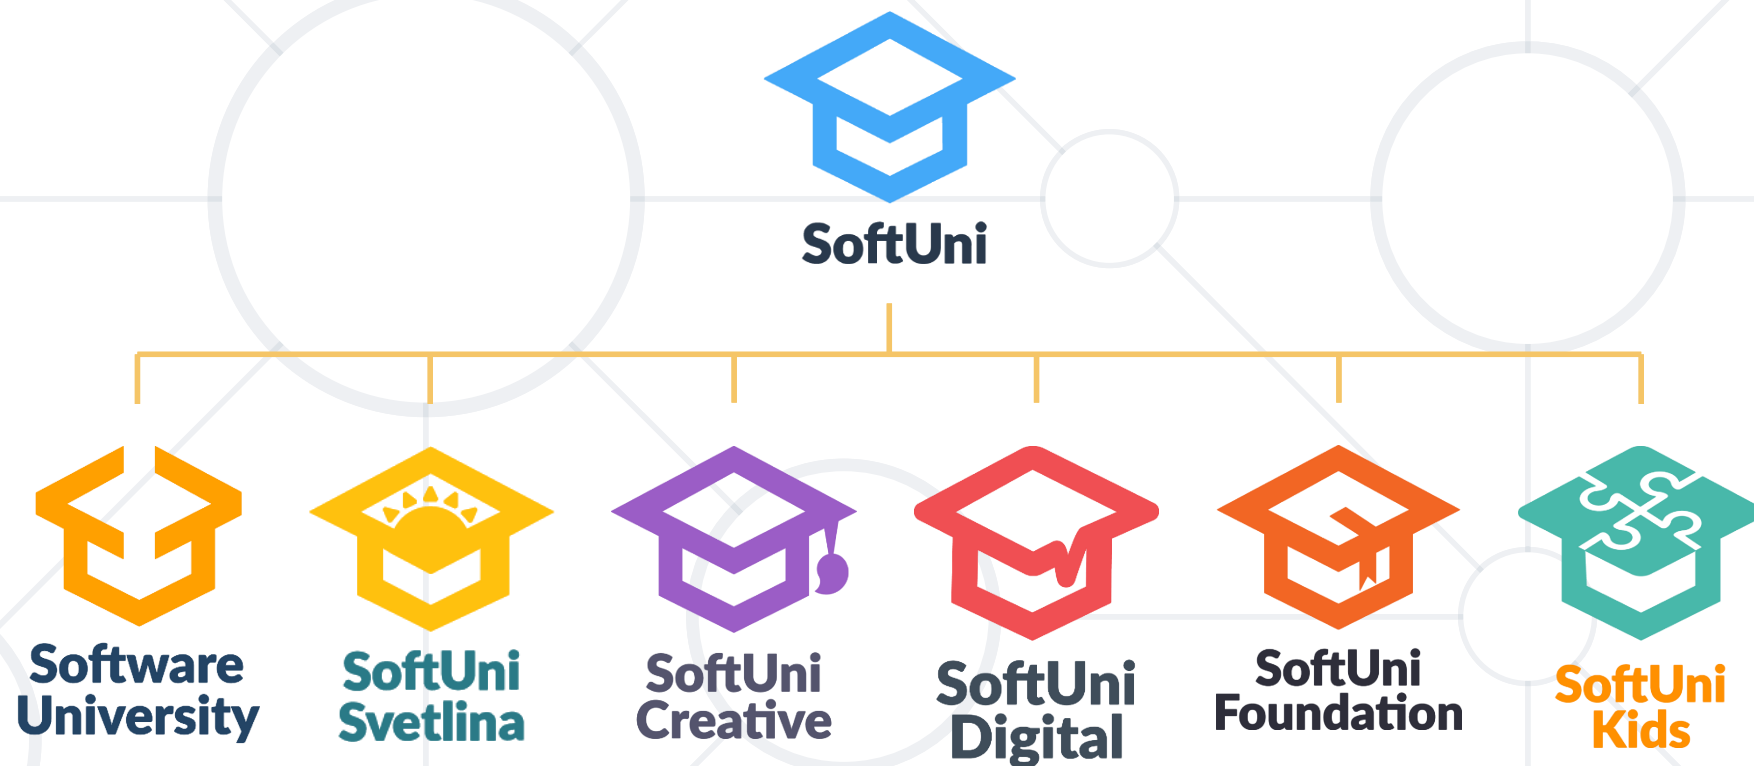 SoftUni
Software
University
SoftUni
Svetlina
SoftUni
Creative
SoftUni
Digital
SoftUni
Foundation
SoftUni
Kids